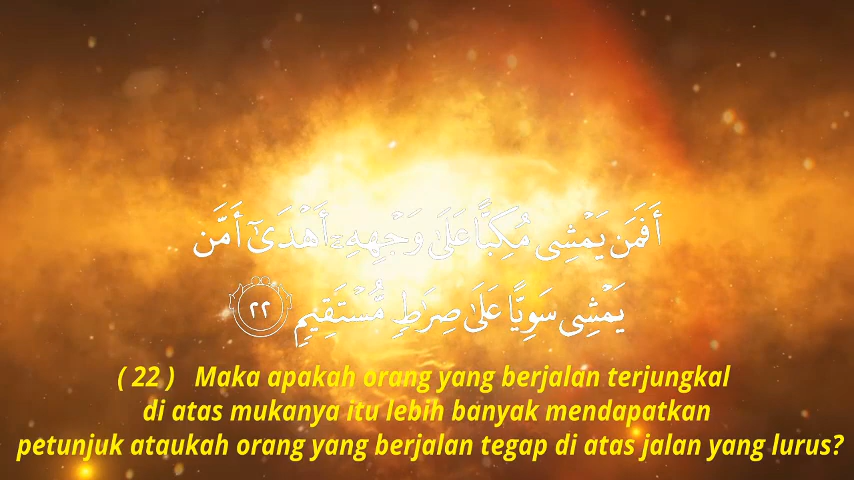 أَفَمَن يَمْشِى مُكِبًّا عَلَىٰ وَجْهِهِۦٓ أَهْدَىٰٓ أَمَّن
يَمْشِى سَوِيًّا عَلَىٰ صِرَٰطٍ مُّسْتَقِيمٍ ٢٢
( 22 ) Maka apakah orang yang berjalan terjungkal
di atas mukanya itu lebih banyak mendapatkan
petunjuk ataukah orang yang berjalan tegap di atas jalan yang lurus?